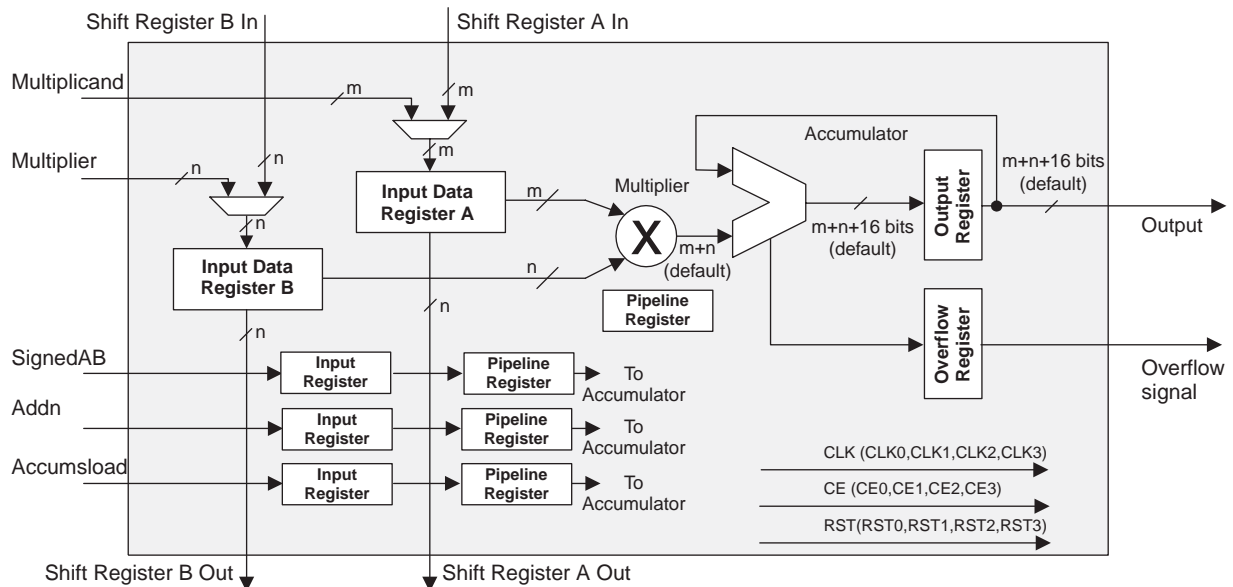 Shift Register B In
Shift Register A In
Multiplicand
m
m
m
Multiplier
n
n
n
Input Data
Register A
m
Input Data
Register B
n
n
n
Multiplier
X
m+n
(default)
Pipeline
Register
Accumulator
m+n+16 bits
(default)
Output
Register
m+n+16 bits
(default)
Output
Overflow
Register
Overflow
signal
SignedAB
Input
Register
Pipeline
Register
To
Accumulator
Addn
Input
Register
Pipeline
Register
To
Accumulator
Accumsload
Input
Register
Pipeline
Register
To
Accumulator
CLK (CLK0,CLK1,CLK2,CLK3)
CE (CE0,CE1,CE2,CE3)
RST(RST0,RST1,RST2,RST3)
Shift Register B Out
Shift Register A Out